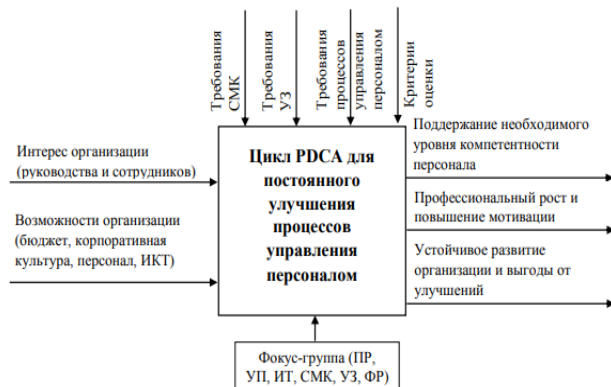 Требования
СМК
Требования
УЗ
Требования
процессов
управления
персоналом
Критерии
оценки
Интерес организации
(руководства и сотрудников)
Возможности организации
(бюджет, корпоративная
культура, персонал, ИКТ)
Цикл PDCA для
постоянного
улучшения
процессов
управления
персоналом
Поддержание необходимого
уровня компетентности
персонала
Профессиональный рост и
повышение мотивации
Устойчивое развитие
организации и выгоды от
улучшений
Фокус-группа (ПР,
УП, ИТ, СМК, УЗ, ФР)